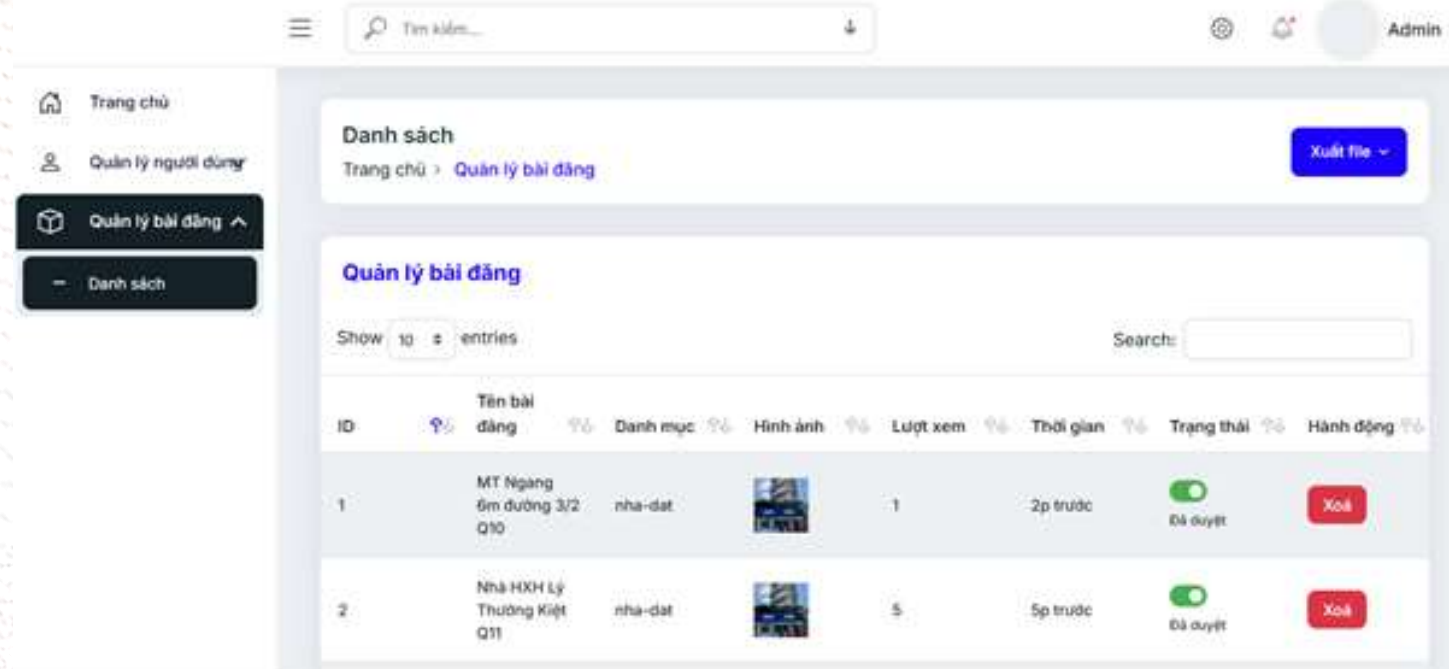 Tìm kiếm...
Admin
Trang chủ
Quản lý người dùng
Quản lý bài đăng
Danh sách
Danh sách
Trang chủ > Quản lý bài đăng
Xuất file
Quản lý bài đăng
Show 10 entries
Search:
ID
Tên bài
đăng
Danh mục
Hình ảnh
Lượt xem
Thời gian
Trạng thái
Hành động
1
MT Ngang
6m đường 3/2
Q10
nha-dat
1
2p trước
Đã duyệt
Xoá
2
Nhà HXH Lý
Thường Kiệt
Q11
nha-dat
5
5p trước
Đã duyệt
Xoá